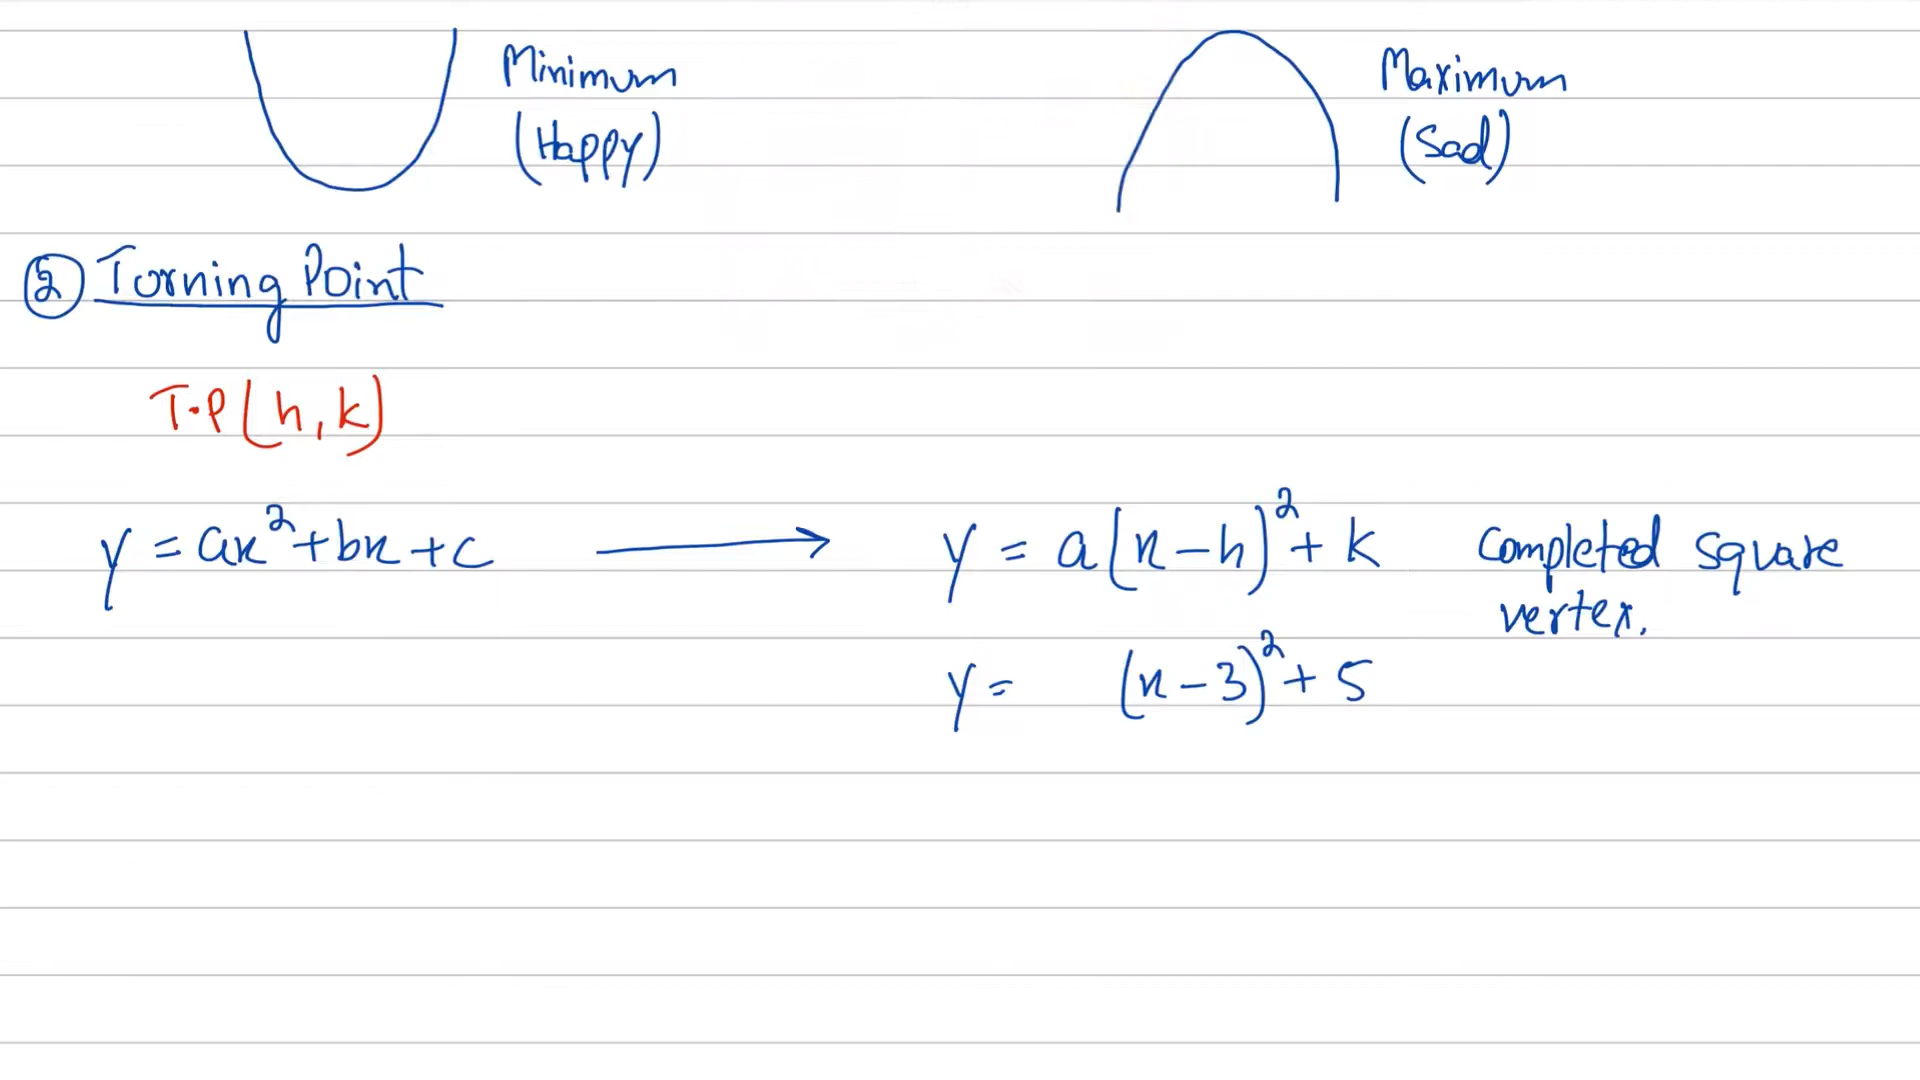 Minimum
(Happy)
Maximum
(Sad)
② Turning Point
T.P(h,k)
y = ax²+bx+c ⟶ y = a(x-h)²+k completed square
vertex.
y= (x-3)²+5